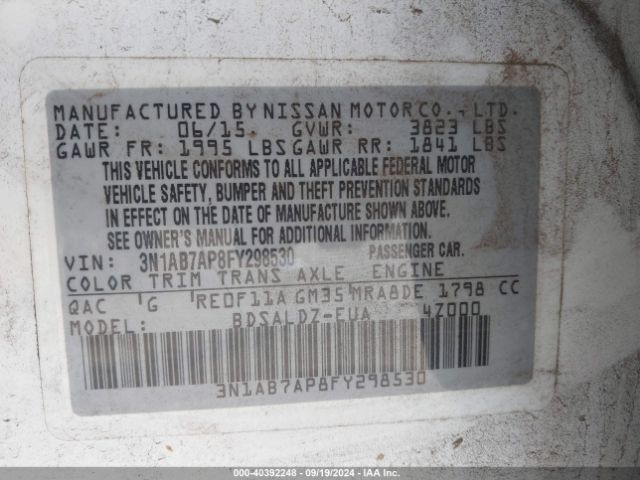 MANUFACTURED BY NISSAN MOTOR CO., LTD.
DATE: 06/15 GVWR: 3823 LBS
GAWR FR: 1995 LBS GAWR RR: 1841 LBS
THIS VEHICLE CONFORMS TO ALL APPLICABLE FEDERAL MOTOR
VEHICLE SAFETY, BUMPER AND THEFT PREVENTION STANDARDS
IN EFFECT ON THE DATE OF MANUFACTURE SHOWN ABOVE.
SEE OWNER'S MANUAL FOR ADDITIONAL INFORMATION.
VIN: 3N1AB7AP8FY298530 PASSENGER CAR.
COLOR TRIM TRANS AXLE ENGINE
QAC 'G 'RE0F11A GM35 'MRA8DE 1798 CC
MODEL: BDSALDZ-EUA 4Z000
3N1AB7AP8FY298530
000-40392248 - 09/19/2024 - IAA Inc.